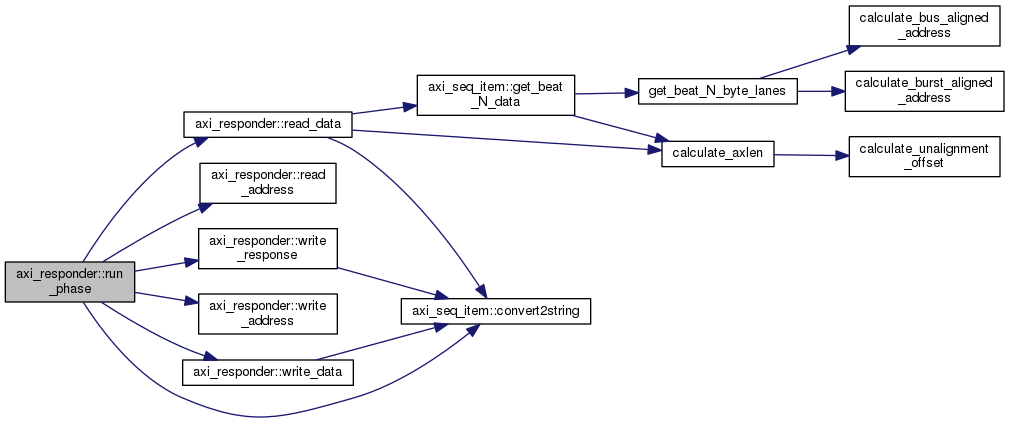 axi_responder::run
_phase
axi_responder::read_data
axi_responder::read
_address
axi_responder::write
_response
axi_responder::write
_address
axi_responder::write_data
axi_seq_item::get_beat
_N_data
axi_seq_item::convert2string
get_beat_N_byte_lanes
calculate_axlen
calculate_bus_aligned
_address
calculate_burst_aligned
_address
calculate_unalignment
_offset